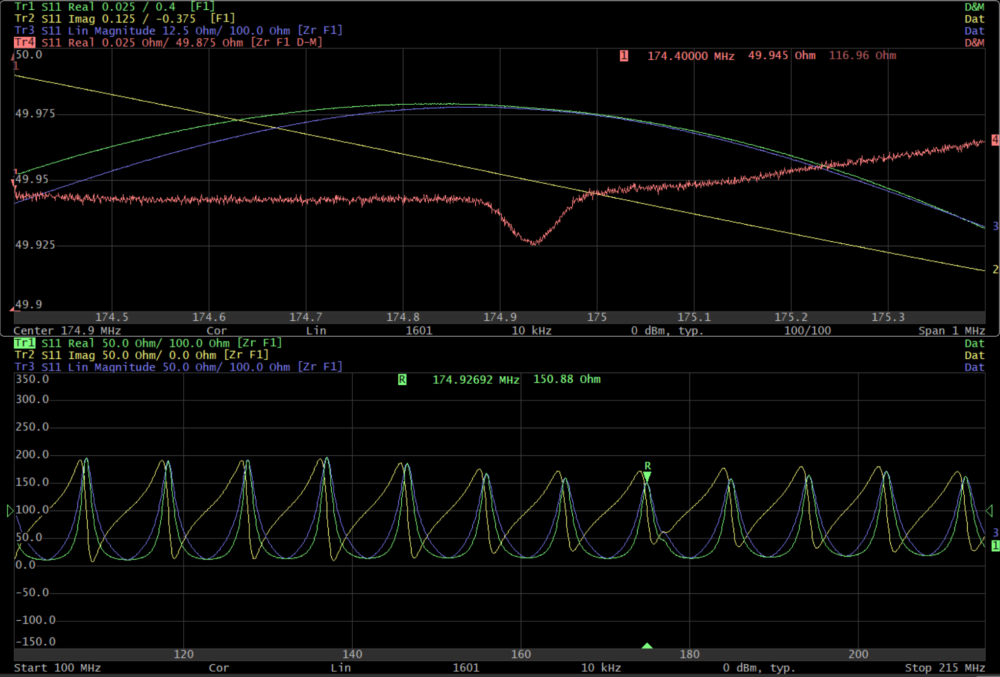 Tr1 S11 Real 0.025 / 0.4 [F1] D&M
Tr2 S11 Imag 0.125 / -0.375 [F1] Dat
Tr3 S11 Lin Magnitude 12.5 Ohm/ 100.0 Ohm [Zr F1] Dat
Tr4 S11 Real 0.025 Ohm/ 49.875 Ohm [Zr F1 D-M] D&M
50.0
1 174.40000 MHz 49.945 Ohm 116.96 Ohm
1
49.975
4
1
49.95
3
49.925
2
49.9
174.5 174.6 174.7 174.8 174.9 175 175.1 175.2 175.3
Center 174.9 MHz Cor Lin 1601 10 kHz 0 dBm, typ. 100/100 Span 1 MHz
Tr1 S11 Real 50.0 Ohm/ 100.0 Ohm [Zr F1] Dat
Tr2 S11 Imag 50.0 Ohm/ 0.0 Ohm [Zr F1] Dat
Tr3 S11 Lin Magnitude 50.0 Ohm/ 100.0 Ohm [Zr F1] Dat
350.0
R 174.92692 MHz 150.88 Ohm
300.0
250.0
200.0
R
150.0
100.0
50.0
3
1
0.0
-50.0
-100.0
-150.0
120 140 160 180 200
Start 100 MHz Cor Lin 1601 10 kHz 0 dBm, typ. Stop 215 MHz